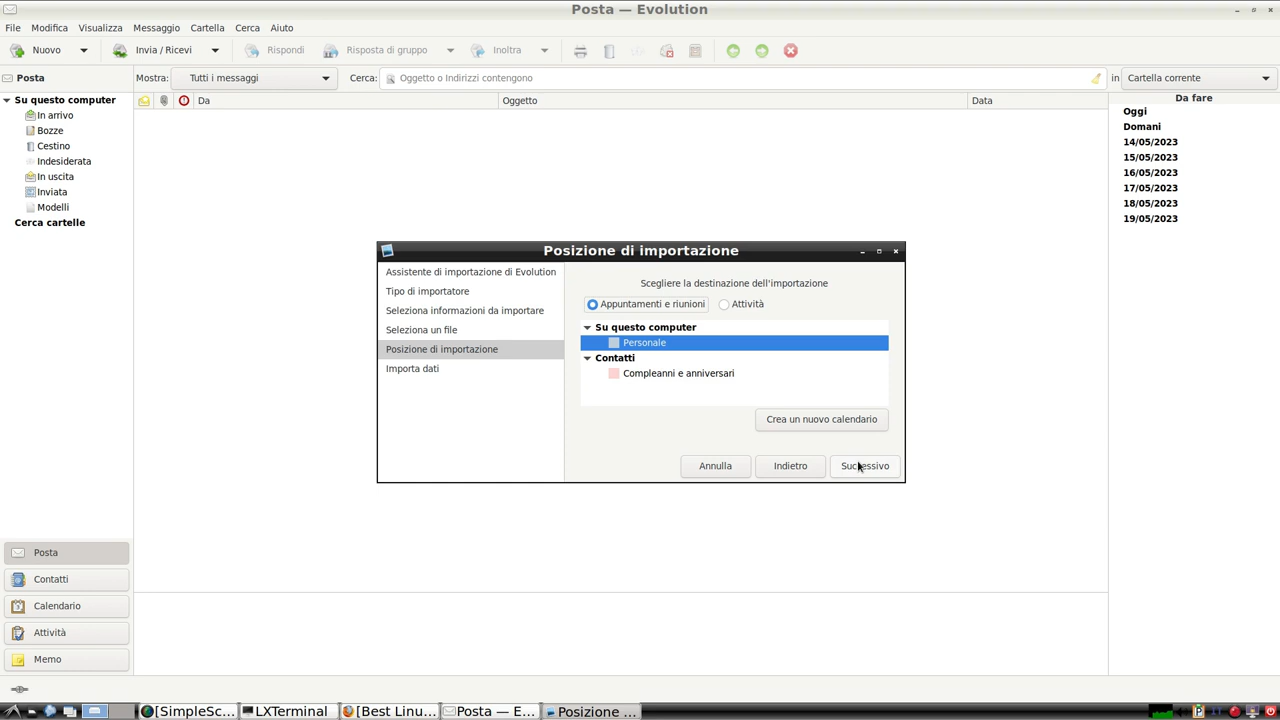 Posta — Evolution
File Modifica Visualizza Messaggio Cartella Cerca Aiuto
Nuovo Invia / Ricevi Rispondi Risposta di gruppo Inoltra
Posta Mostra: Tutti i messaggi Cerca: Oggetto o Indirizzi contengono in Cartella corrente
Su questo computer
In arrivo
Bozze
Cestino
Indesiderata
In uscita
Inviata
Modelli
Cerca cartelle
Da Oggetto Data
Da fare
Oggi
Domani
14/05/2023
15/05/2023
16/05/2023
17/05/2023
18/05/2023
19/05/2023
Posizione di importazione
Assistente di importazione di Evolution
Tipo di importatore
Seleziona informazioni da importare
Seleziona un file
Posizione di importazione
Importa dati
Scegliere la destinazione dell'importazione
Appuntamenti e riunioni Attività
Su questo computer
Personale
Contatti
Compleanni e anniversari
Crea un nuovo calendario
Annulla Indietro Successivo
Posta
Contatti
Calendario
Attività
Memo
[SimpleSc... LXTerminal [Best Linu... Posta — E... Posizione ... IT